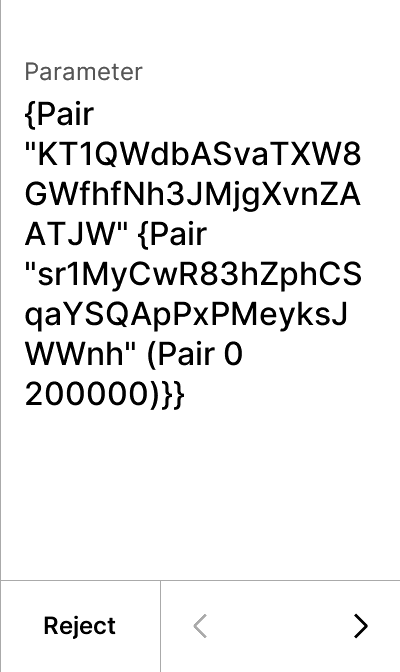 Parameter
{Pair
"KT1QWdbASvaTXW8
GWfhfNh3JMjgXvnZA
ATJW" {Pair
"sr1MyCwR83hZphCS
qaYSQApPxPMeyksJ
WWnh" (Pair 0
200000)}}
Reject